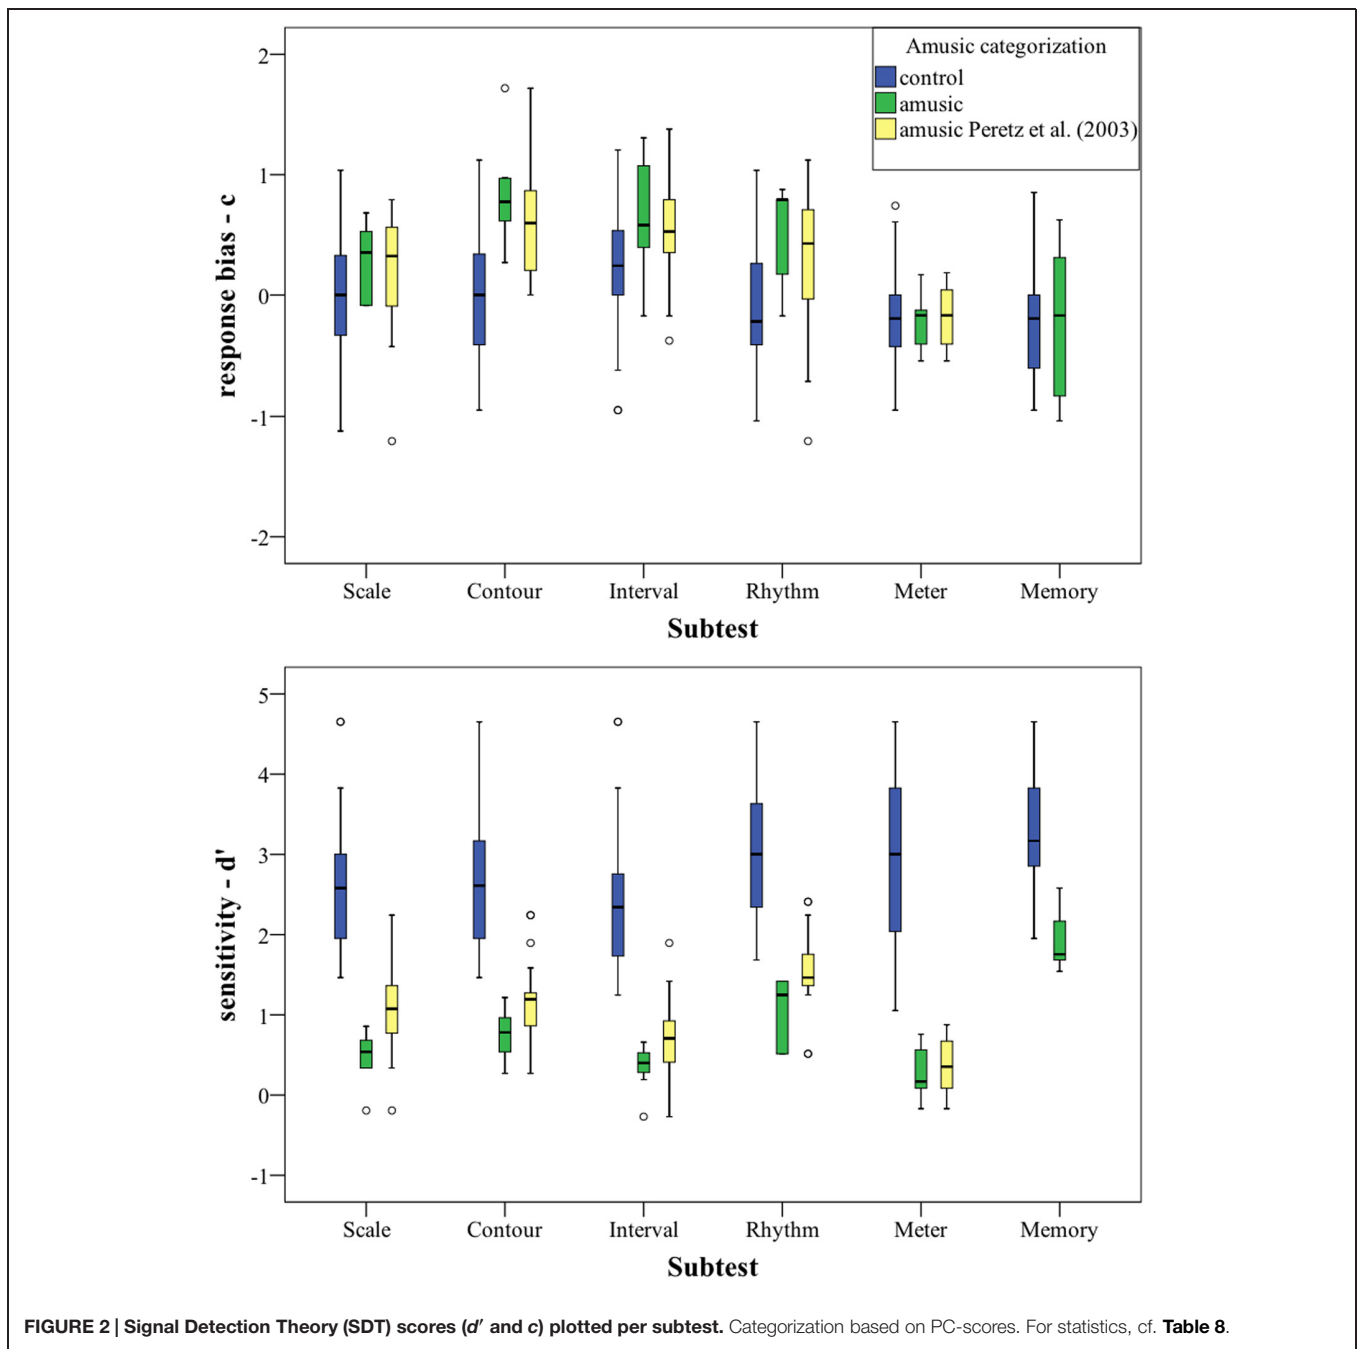 Amusic categorization
control
amusic
amusic Peretz et al. (2003)
response bias - c
2
1
0
-1
-2
Scale Contour Interval Rhythm Meter Memory
Subtest
sensitivity - d'
5
4
3
2
1
0
-1
Scale Contour Interval Rhythm Meter Memory
Subtest
FIGURE 2 | Signal Detection Theory (SDT) scores (d′ and c) plotted per subtest. Categorization based on PC-scores. For statistics, cf. Table 8.